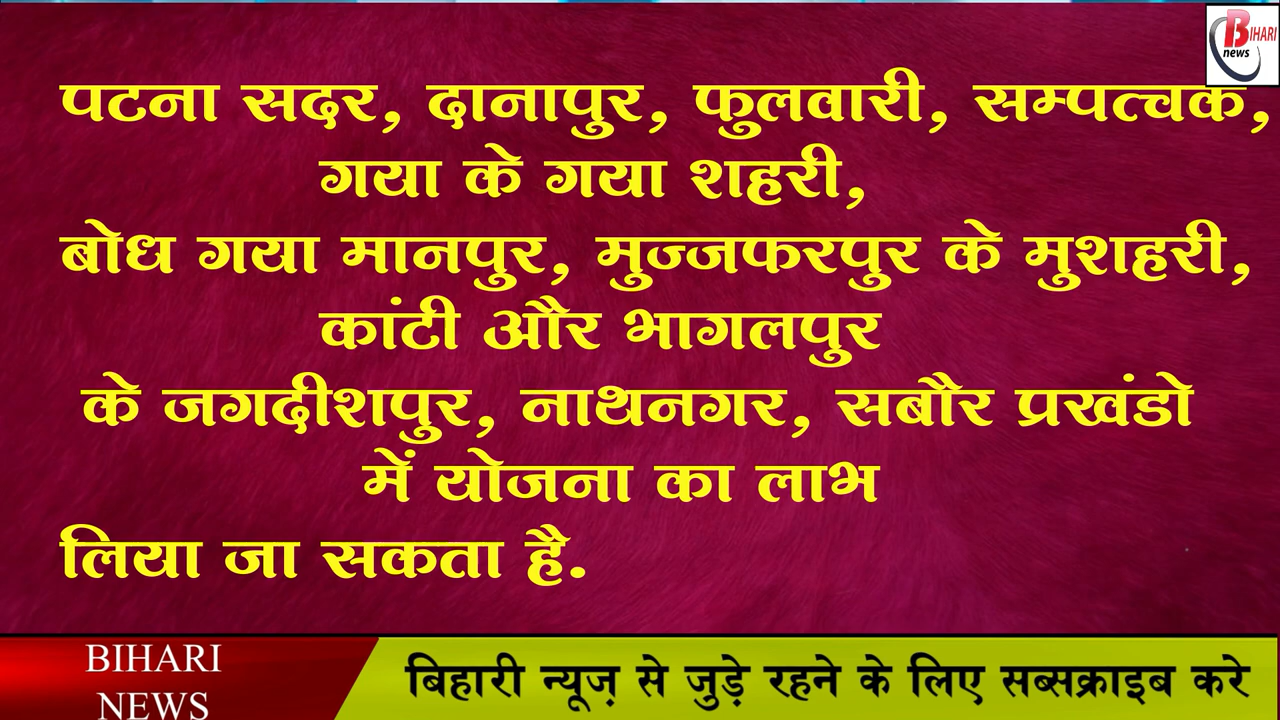 BIHARI
news
पटना सदर, दानापुर, फुलवारी, सम्पत्चक,
गया के गया शहरी,
बोध गया मानपुर, मुज्जफरपुर के मुशहरी,
कांटी और भागलपुर
के जगदीशपुर, नाथनगर, सबौर प्रखंडो
में योजना का लाभ
लिया जा सकता है.
BIHARI
NEWS
बिहारी न्यूज़ से जुड़े रहने के लिए सब्सक्राइब करे